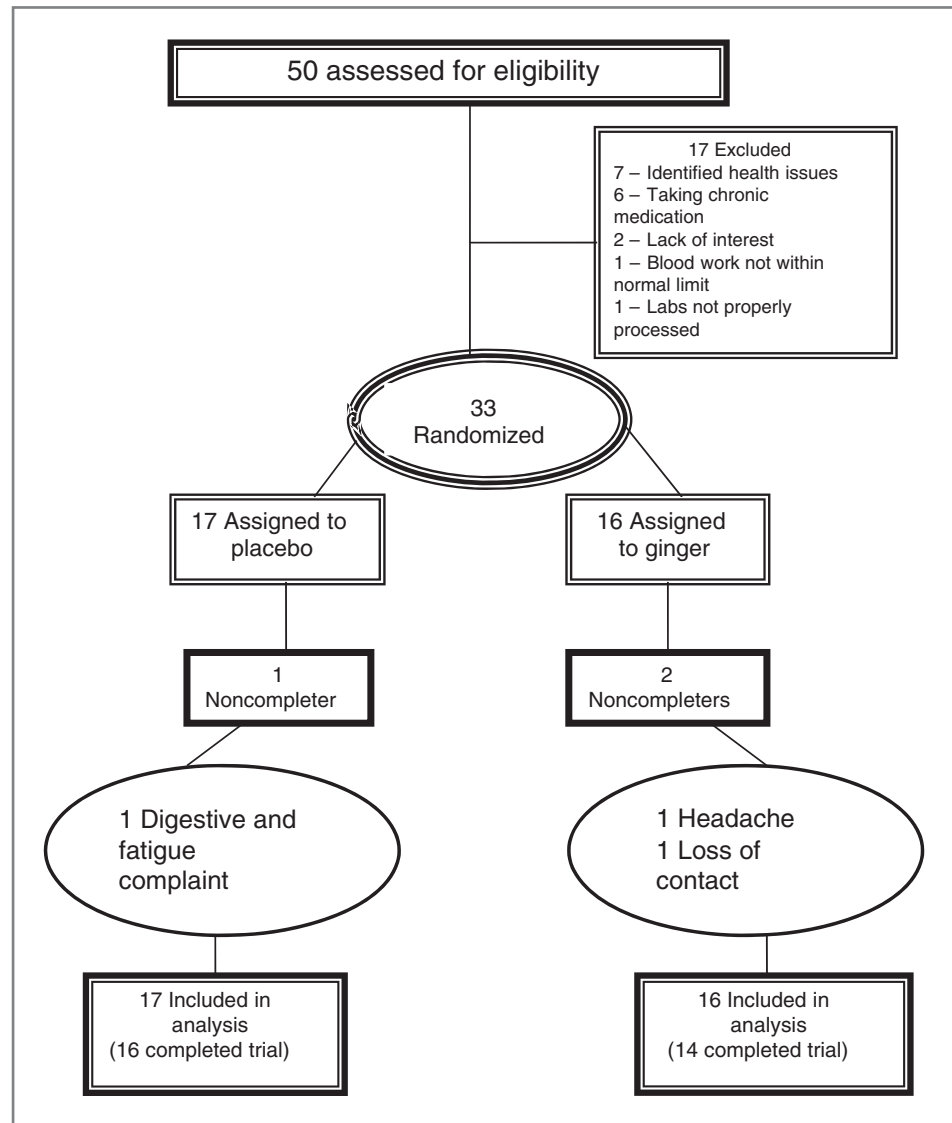 50 assessed for eligibility
17 Excluded
7 – Identified health issues
6 – Taking chronic
medication
2 – Lack of interest
1 – Blood work not within
normal limit
1 – Labs not properly
processed
33
Randomized
17 Assigned to
placebo
16 Assigned
to ginger
1
Noncompleter
2
Noncompleters
1 Digestive and
fatigue
complaint
1 Headache
1 Loss of
contact
17 Included in
analysis
(16 completed trial)
16 Included in
analysis
(14 completed trial)